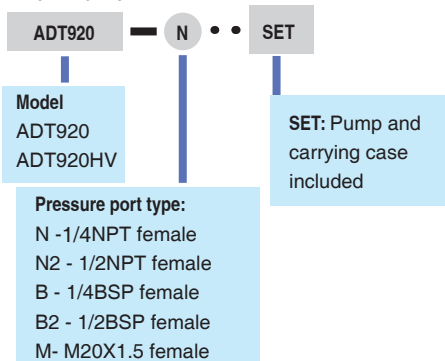 ADT920 — N • • SET
Model
ADT920
ADT920HV
SET: Pump and
carrying case
included
Pressure port type:
N -1/4NPT female
N2 - 1/2NPT female
B - 1/4BSP female
B2 - 1/2BSP female
M- M20X1.5 female